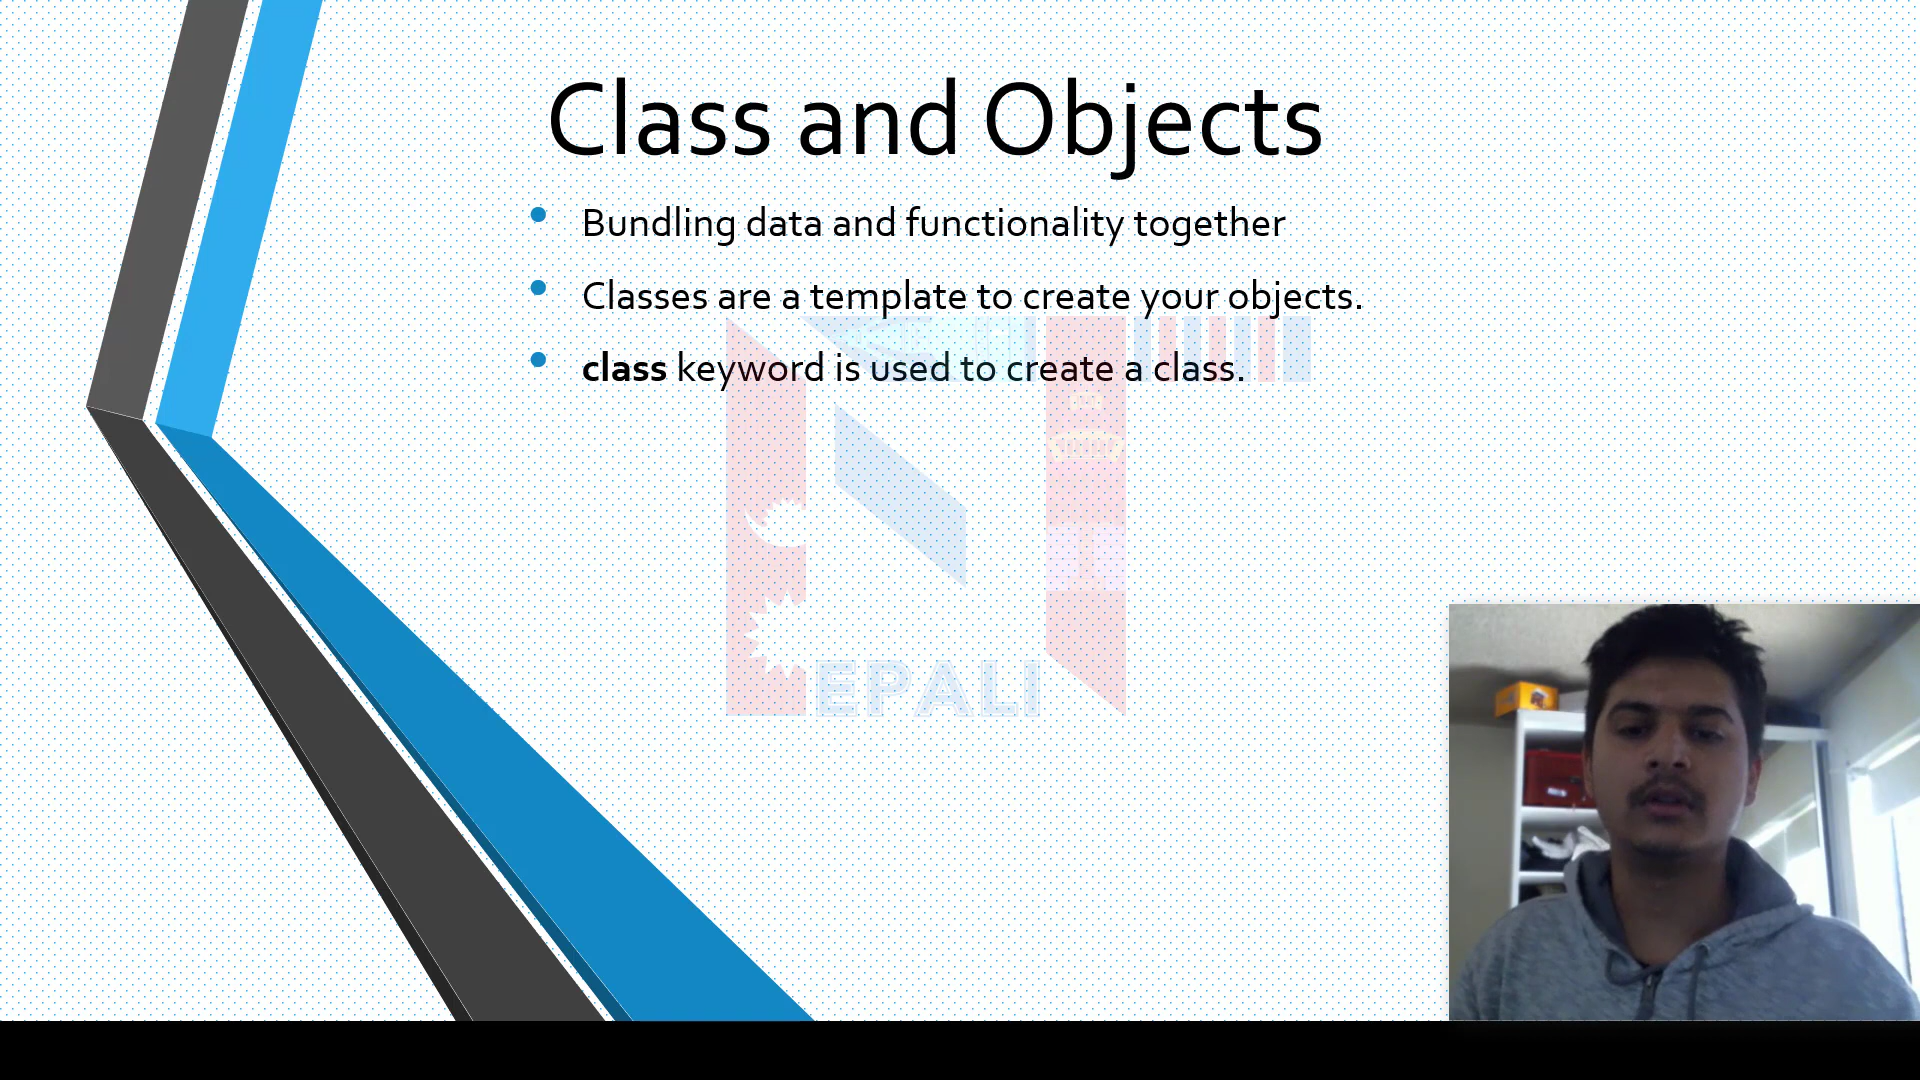 Class and Objects
Bundling data and functionality together
Classes are a template to create your objects.
class keyword is used to create a class.
EPALI